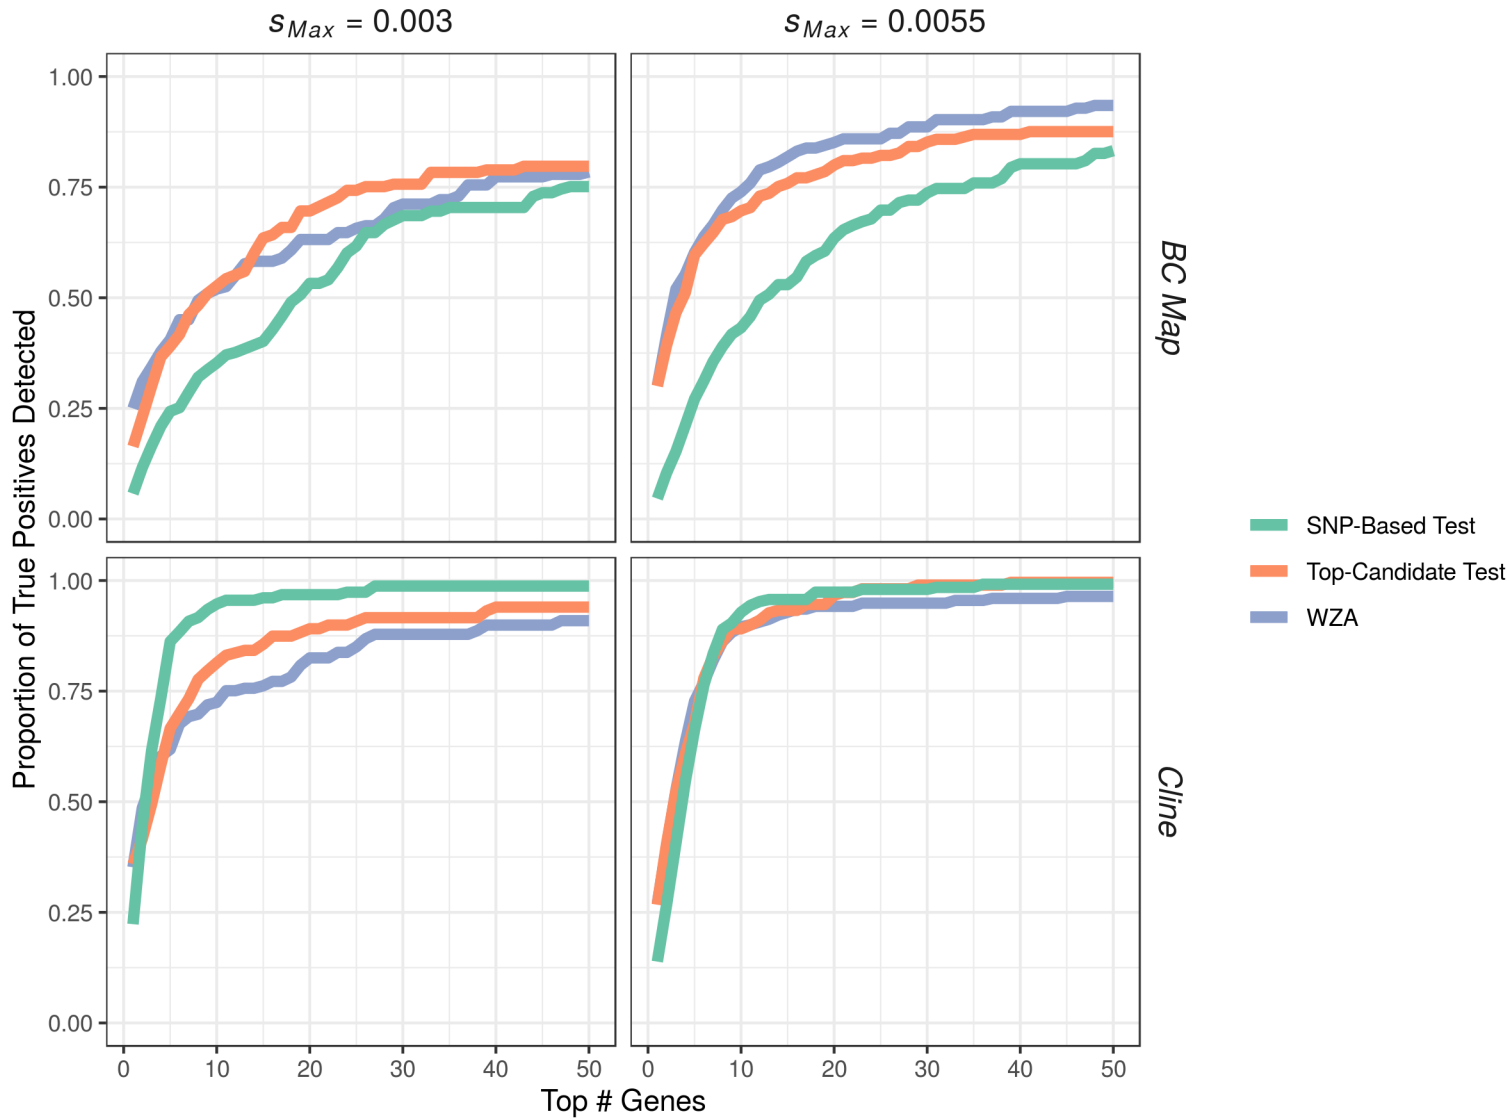 sMax = 0.003
sMax = 0.0055
Proportion of True Positives Detected
1.00
0.75
0.50
0.25
0.00
BC Map
1.00
0.75
0.50
0.25
0.00
Cline
0 10 20 30 40 50
0 10 20 30 40 50
Top # Genes
SNP-Based Test
Top-Candidate Test
WZA